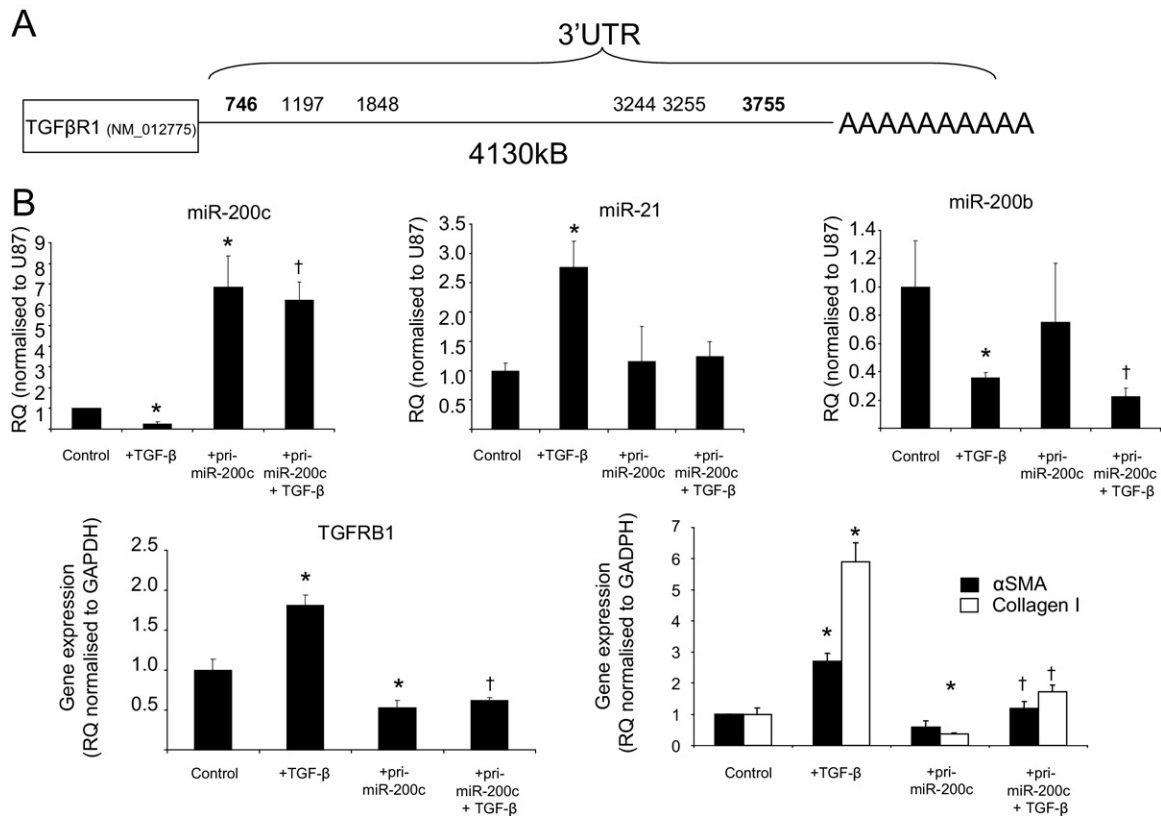 A
3'UTR
746 1197 1848 3244 3255 3755
TGFβR1 (NM_012775)
AAAAAAAAAA
4130kB
B
miR-200c
RQ (normalised to U87)
9
8
7
6
5
4
3
2
1
*
*
†
Control
+TGF-β
+pri-
miR-200c
+pri-
miR-200c
+ TGF-β
miR-21
RQ (normalised to U87)
3.5
3.0
2.5
2.0
1.5
1.0
0.5
*
Control
+TGF-β
+pri-
miR-200c
+pri-
miR-200c
+ TGF-β
miR-200b
RQ (normalised to U87)
1.4
1.2
1.0
0.8
0.6
0.4
0.2
*
†
Control
+TGF-β
+pri-
miR-200c
+pri-
miR-200c
+ TGF-β
TGFRB1
Gene expression
(RQ normalised to GAPDH)
2.5
2.0
1.5
1.0
0.5
*
*
†
Control
+TGF-β
+pri-
miR-200c
+pri-
miR-200c
+ TGF-β
Gene expression
(RQ normalised to GADPH)
7
6
5
4
3
2
1
0
*
*
*
† †
αSMA
Collagen I
Control
+TGF-β
+pri-
miR-200c
+pri-
miR-200c
+ TGF-β